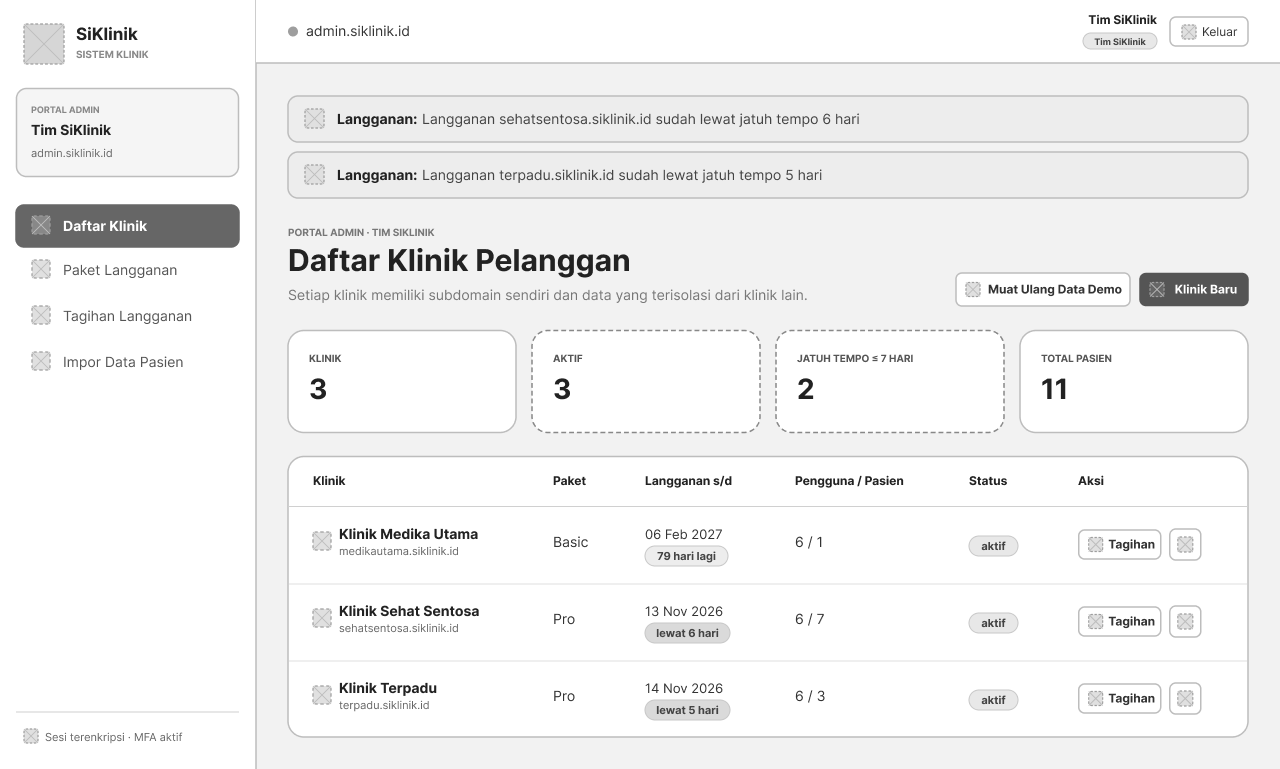 SiKlinik
SISTEM KLINIK
PORTAL ADMIN
Tim SiKlinik
admin.siklinik.id
Daftar Klinik
Paket Langganan
Tagihan Langganan
Impor Data Pasien
Sesi terenkripsi · MFA aktif
admin.siklinik.id
Tim SiKlinik
Tim SiKlinik
Keluar
Langganan: Langganan sehatsentosa.siklinik.id sudah lewat jatuh tempo 6 hari
Langganan: Langganan terpadu.siklinik.id sudah lewat jatuh tempo 5 hari
PORTAL ADMIN · TIM SIKLINIK
Daftar Klinik Pelanggan
Setiap klinik memiliki subdomain sendiri dan data yang terisolasi dari klinik lain.
Muat Ulang Data Demo
Klinik Baru
KLINIK
3
AKTIF
3
JATUH TEMPO ≤ 7 HARI
2
TOTAL PASIEN
11
Klinik Paket Langganan s/d Pengguna / Pasien Status Aksi
Klinik Medika Utama
medikautama.siklinik.id
Basic
06 Feb 2027
79 hari lagi
6 / 1
aktif
Tagihan
Klinik Sehat Sentosa
sehatsentosa.siklinik.id
Pro
13 Nov 2026
lewat 6 hari
6 / 7
aktif
Tagihan
Klinik Terpadu
terpadu.siklinik.id
Pro
14 Nov 2026
lewat 5 hari
6 / 3
aktif
Tagihan